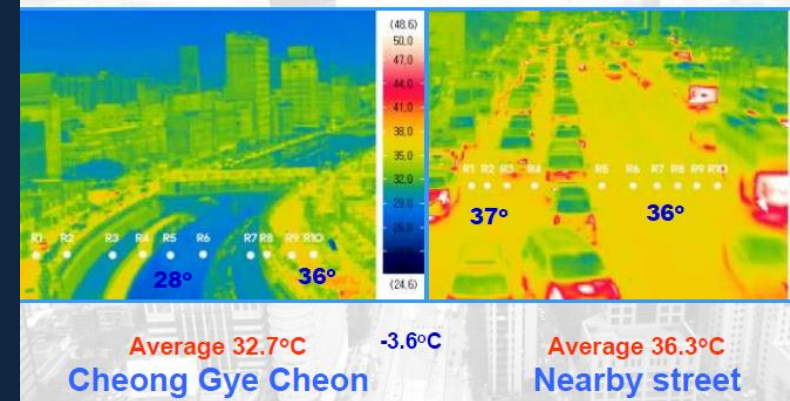 (48.6)
50.0
47.0
44.0
41.0
38.0
35.0
32.0
29.0
26.0
(24.6)
R1 R2 R3 R4 R5 R6 R7 R8 R9 R10
28°
36°
R1 R2 R3 R4 R5 R6 R7 R8 R9 R10
37°
36°
Average 32.7°C
-3.6°C
Average 36.3°C
Cheong Gye Cheon
Nearby street